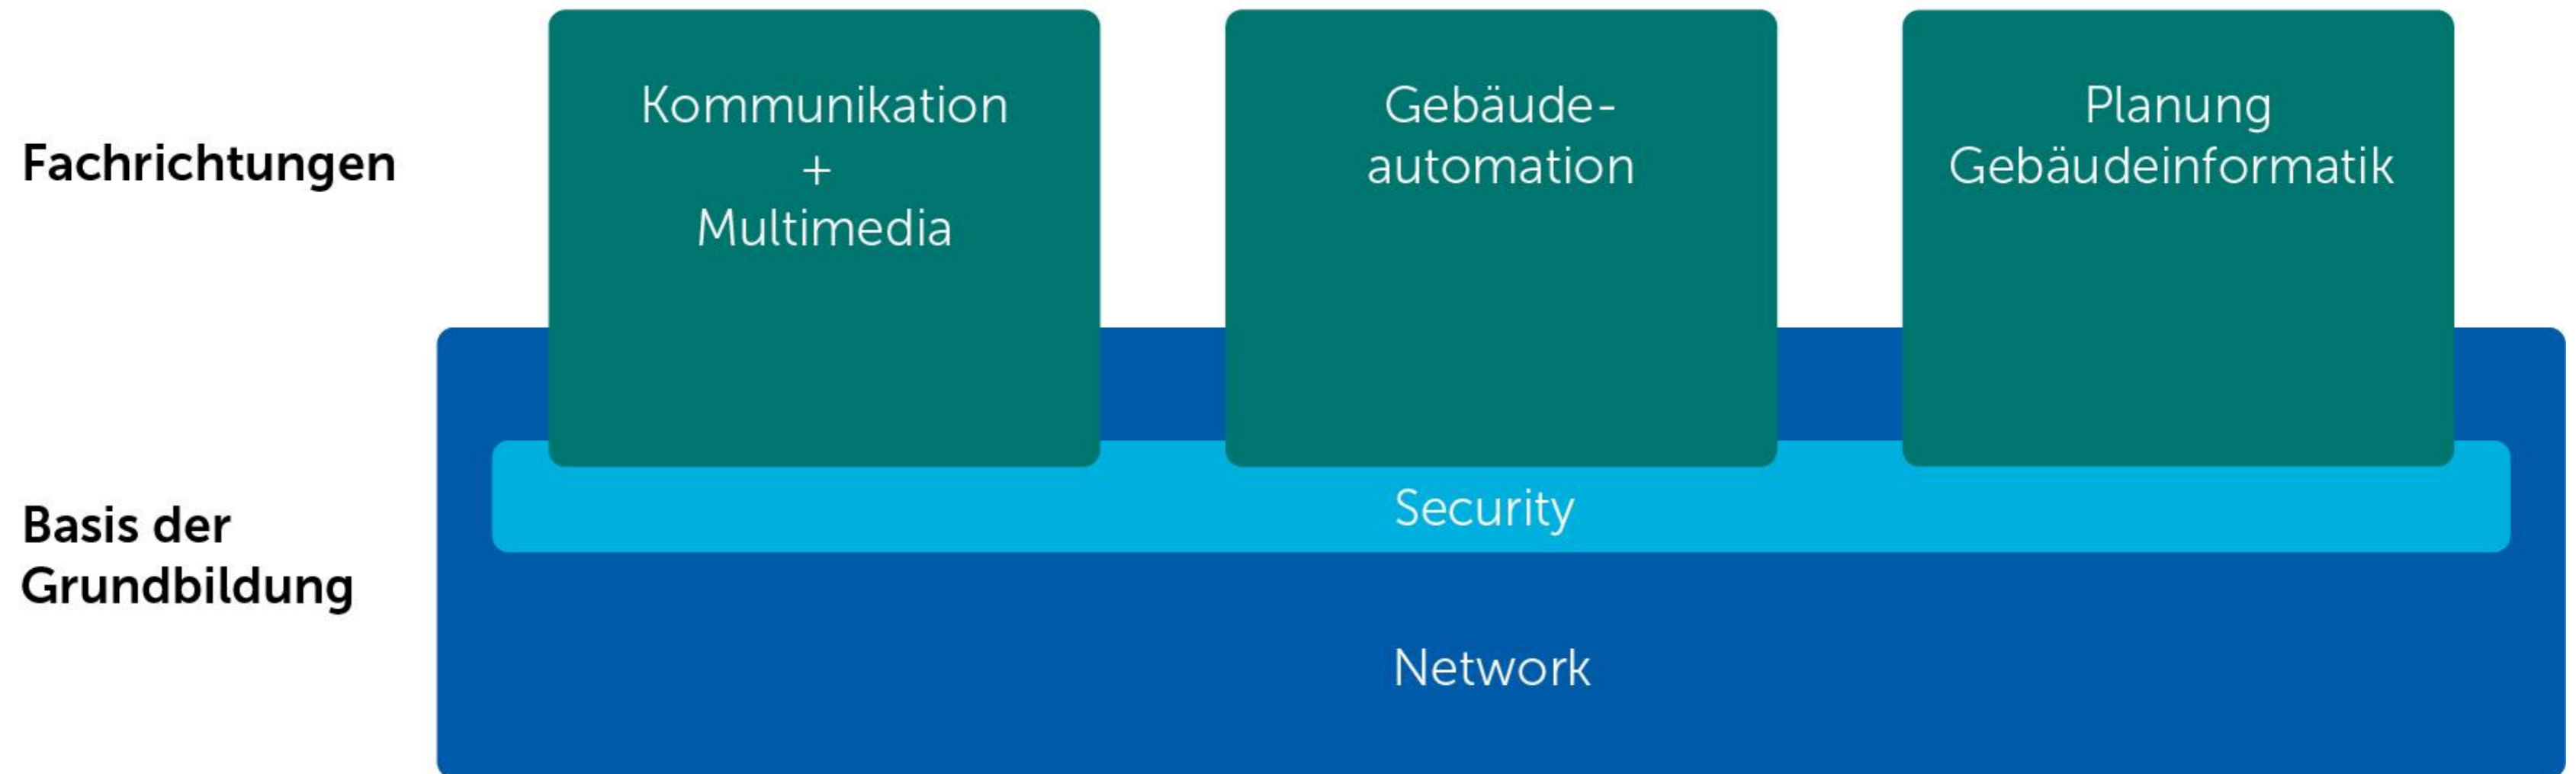 Fachrichtungen
Kommunikation
+
Multimedia
Gebäude-
automation
Planung
Gebäudeinformatik
Basis der
Grundbildung
Security
Network